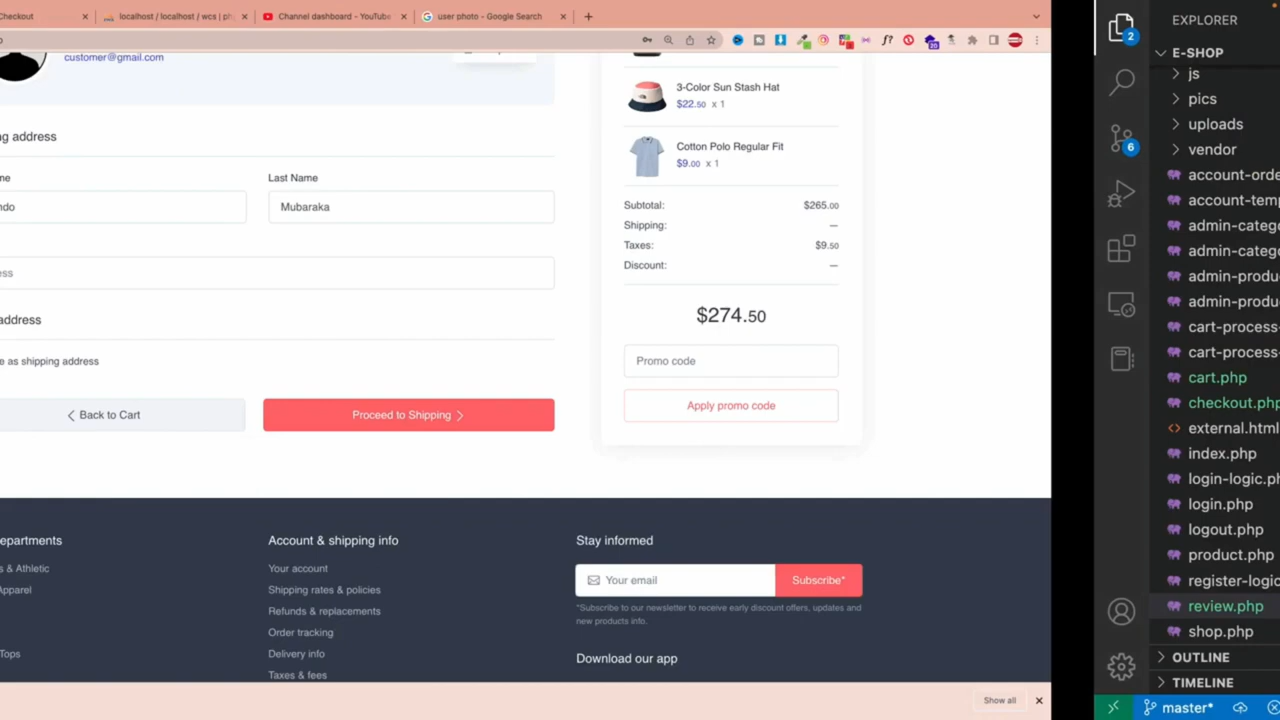 Checkout
localhost / localhost / wcs | ph
Channel dashboard - YouTube
user photo - Google Search
customer@gmail.com
ng address
me
Last Name
ndo
Mubaraka
ess
address
e as shipping address
Back to Cart
Proceed to Shipping
3-Color Sun Stash Hat
$22.50 x 1
Cotton Polo Regular Fit
$9.00 x 1
Subtotal: $265.00
Shipping: —
Taxes: $9.50
Discount: —
$274.50
Promo code
Apply promo code
epartments
s & Athletic
Apparel
Tops
Account & shipping info
Your account
Shipping rates & policies
Refunds & replacements
Order tracking
Delivery info
Taxes & fees
Stay informed
Your email
Subscribe*
*Subscribe to our newsletter to receive early discount offers, updates and
new products info.
Download our app
Show all
EXPLORER
E-SHOP
js
pics
uploads
vendor
account-orde
account-temp
admin-catego
admin-catego
admin-produ
admin-produ
cart-process-
cart-process-
cart.php
checkout.php
external.html
index.php
login-logic.ph
login.php
logout.php
product.php
register-logic
review.php
shop.php
OUTLINE
TIMELINE
master*
2
6